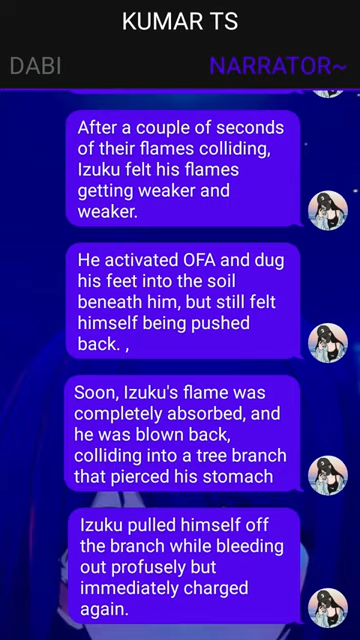 KUMAR TS
DABI
NARRATOR~
After a couple of seconds
of their flames colliding,
Izuku felt his flames
getting weaker and
weaker.
He activated OFA and dug
his feet into the soil
beneath him, but still felt
himself being pushed
back. ,
Soon, Izuku's flame was
completely absorbed, and
he was blown back,
colliding into a tree branch
that pierced his stomach
Izuku pulled himself off
the branch while bleeding
out profusely but
immediately charged
again.